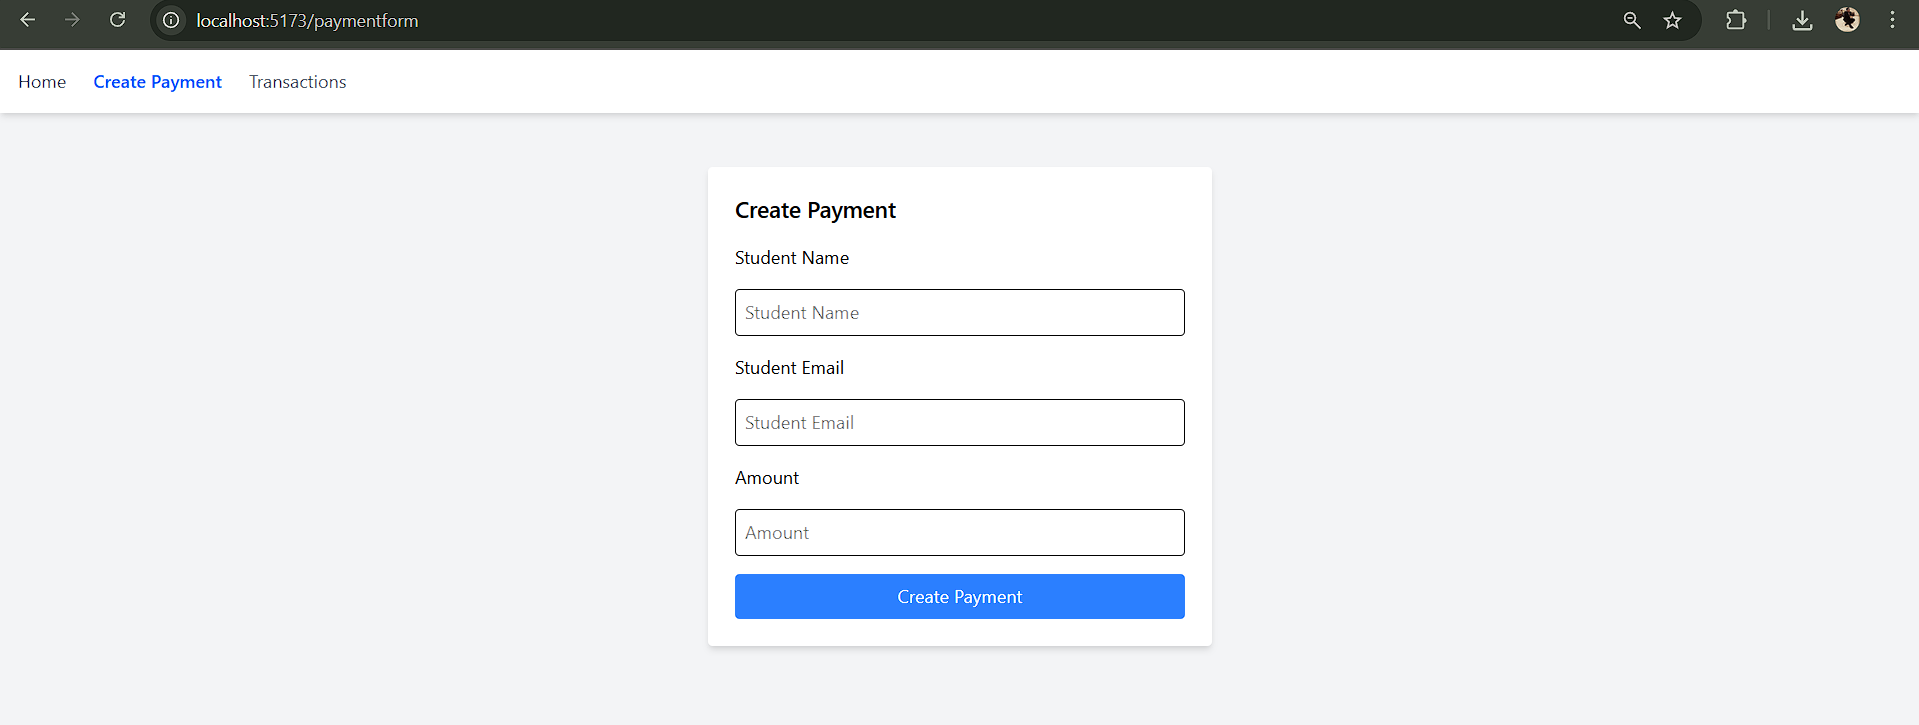 localhost:5173/paymentform
Home Create Payment Transactions
Create Payment
Student Name
Student Name
Student Email
Student Email
Amount
Amount
Create Payment